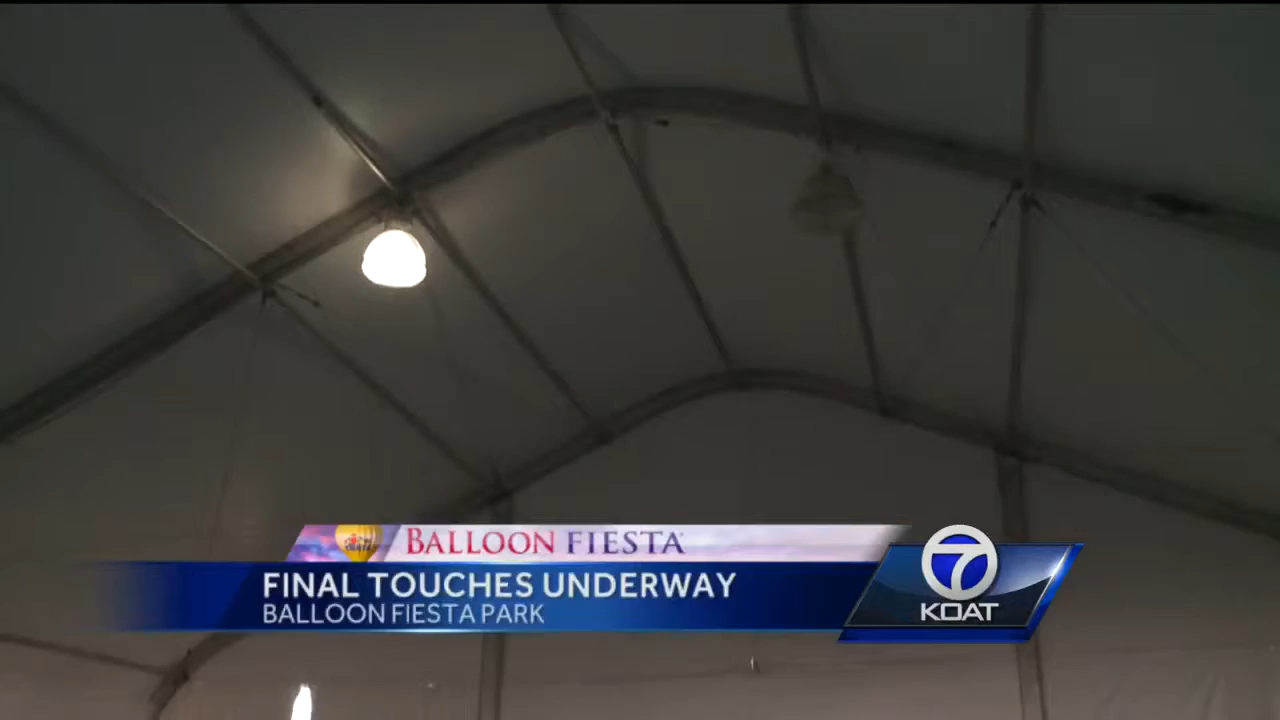 BALLOON FIESTA
FINAL TOUCHES UNDERWAY
BALLOON FIESTA PARK
7
KOAT